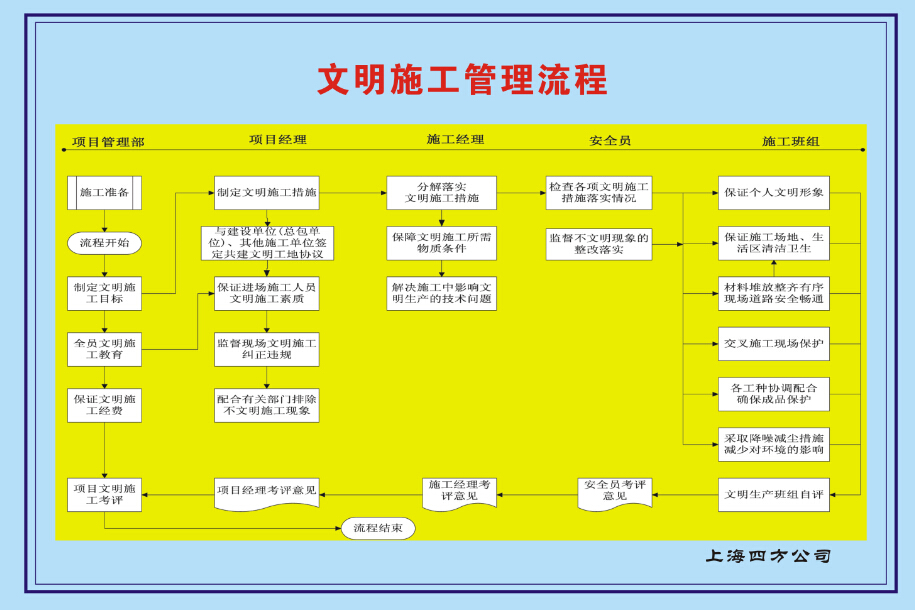 文明施工管理流程
项目管理部
项目经理
施工经理
安全员
施工班组
施工准备
制定文明施工措施
分解落实
文明施工措施
检查各项文明施工
措施落实情况
保证个人文明形象
流程开始
与建设单位(总包单
位)、其他施工单位签
定共建文明工地协议
保障文明施工所需
物质条件
监督不文明现象的
整改落实
保证施工场地、生
活区清洁卫生
制定文明施
工目标
保证进场施工人员
文明施工素质
解决施工中影响文
明生产的技术问题
材料堆放整齐有序
现场道路安全畅通
全员文明施
工教育
监督现场文明施工
纠正违规
交叉施工现场保护
保证文明施
工经费
配合有关部门排除
不文明施工现象
各工种协调配合
确保成品保护
采取降噪减尘措施
减少对环境的影响
项目文明施
工考评
项目经理考评意见
施工经理考
评意见
安全员考评
意见
文明生产班组自评
流程结束
上海四方公司